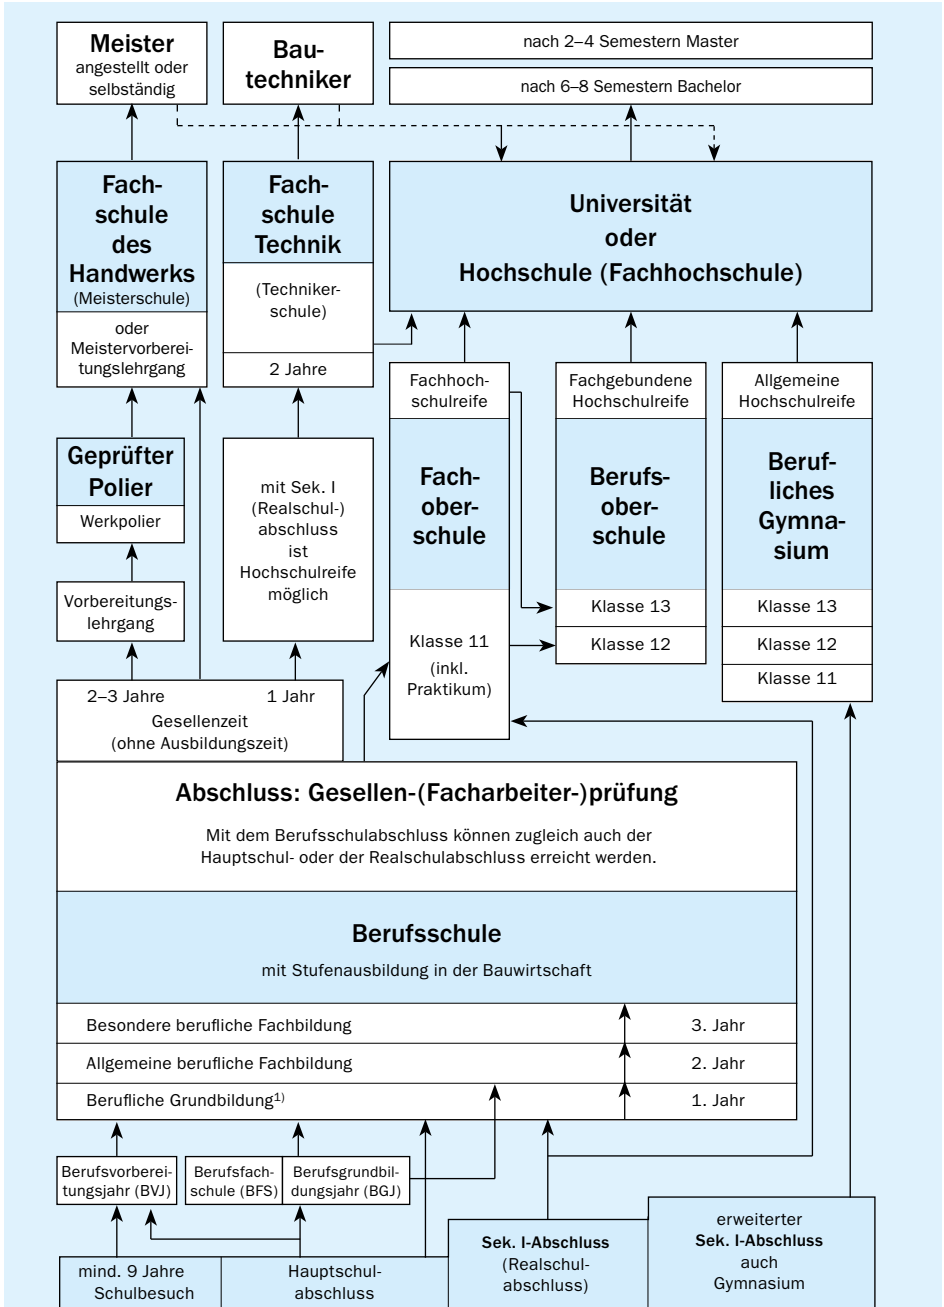 Meister
angestellt oder
selbständig
Bau-
techniker
nach 2–4 Semestern Master
nach 6–8 Semestern Bachelor
Fach-
schule
des
Handwerks
(Meisterschule)
oder
Meistervorberei-
tungslehrgang
Fach-
schule
Technik
(Techniker-
schule)
2 Jahre
Universität
oder
Hochschule (Fachhochschule)
Geprüfter
Polier
Werkpolier
Vorbereitungs-
lehrgang
mit Sek. I
(Realschul-)
abschluss
ist
Hochschulreife
möglich
Fachhoch-
schulreife
Fach-
ober-
schule
Klasse 11
(inkl.
Praktikum)
Fachgebundene
Hochschulreife
Berufs-
ober-
schule
Klasse 13
Klasse 12
Allgemeine
Hochschulreife
Beruf-
liches
Gymna-
sium
Klasse 13
Klasse 12
Klasse 11
2–3 Jahre 1 Jahr
Gesellenzeit
(ohne Ausbildungszeit)
Abschluss: Gesellen-(Facharbeiter-)prüfung
Mit dem Berufsschulabschluss können zugleich auch der
Hauptschul- oder der Realschulabschluss erreicht werden.
Berufsschule
mit Stufenausbildung in der Bauwirtschaft
Besondere berufliche Fachbildung 3. Jahr
Allgemeine berufliche Fachbildung 2. Jahr
Berufliche Grundbildung1) 1. Jahr
Berufsvorberei-
tungsjahr (BVJ)
Berufsfach-
schule (BFS)
Berufsgrundbil-
dungsjahr (BGJ)
mind. 9 Jahre
Schulbesuch
Hauptschul-
abschluss
Sek. I-Abschluss
(Realschul-
abschluss)
erweiterter
Sek. I-Abschluss
auch
Gymnasium